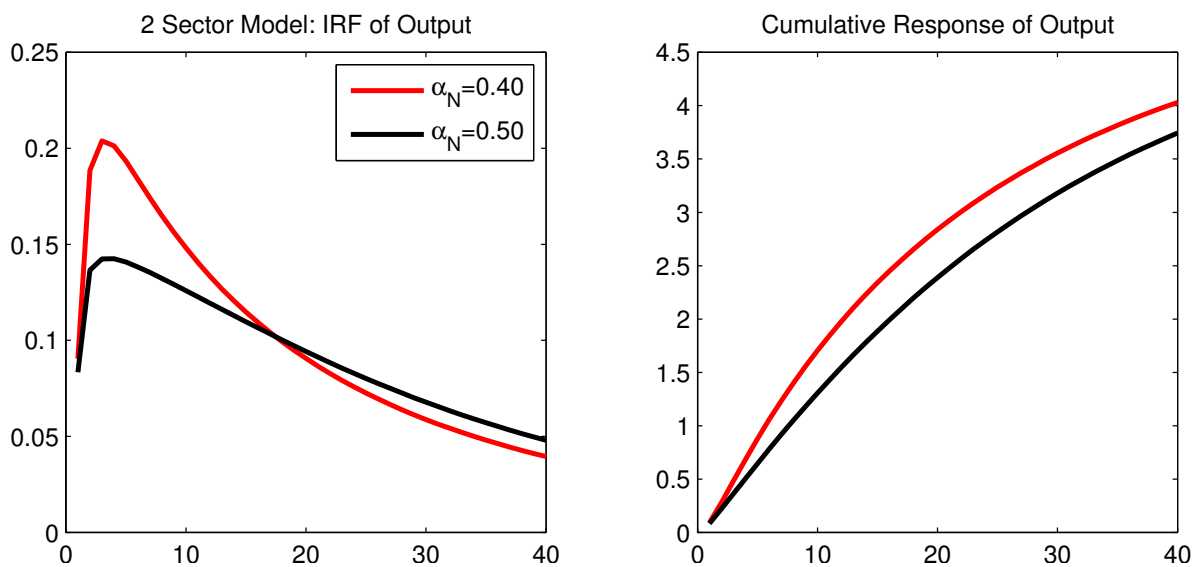 2 Sector Model: IRF of Output
0.25
0.2
0.15
0.1
0.05
0
0 10 20 30 40
α_N=0.40
α_N=0.50
Cumulative Response of Output
4.5
4
3.5
3
2.5
2
1.5
1
0.5
0
0 10 20 30 40